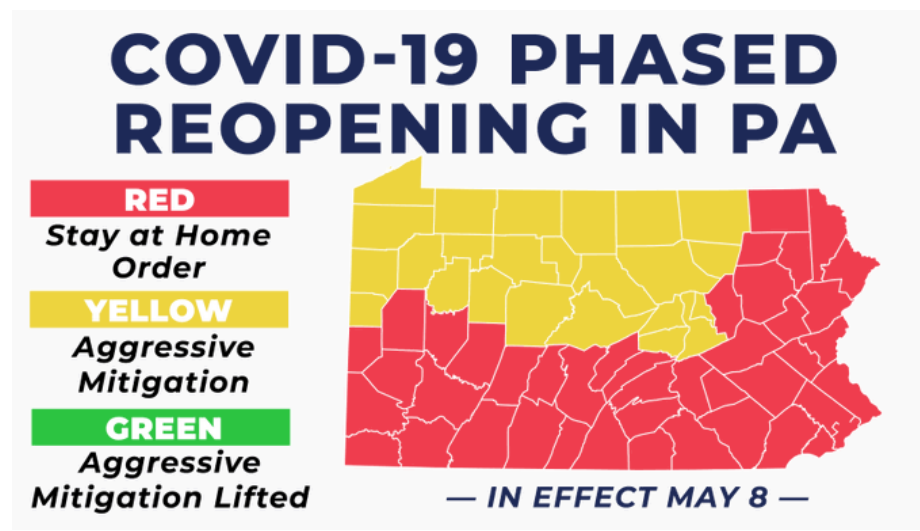 COVID-19 PHASED
REOPENING IN PA
RED
Stay at Home
Order
YELLOW
Aggressive
Mitigation
GREEN
Aggressive
Mitigation Lifted
— IN EFFECT MAY 8 —